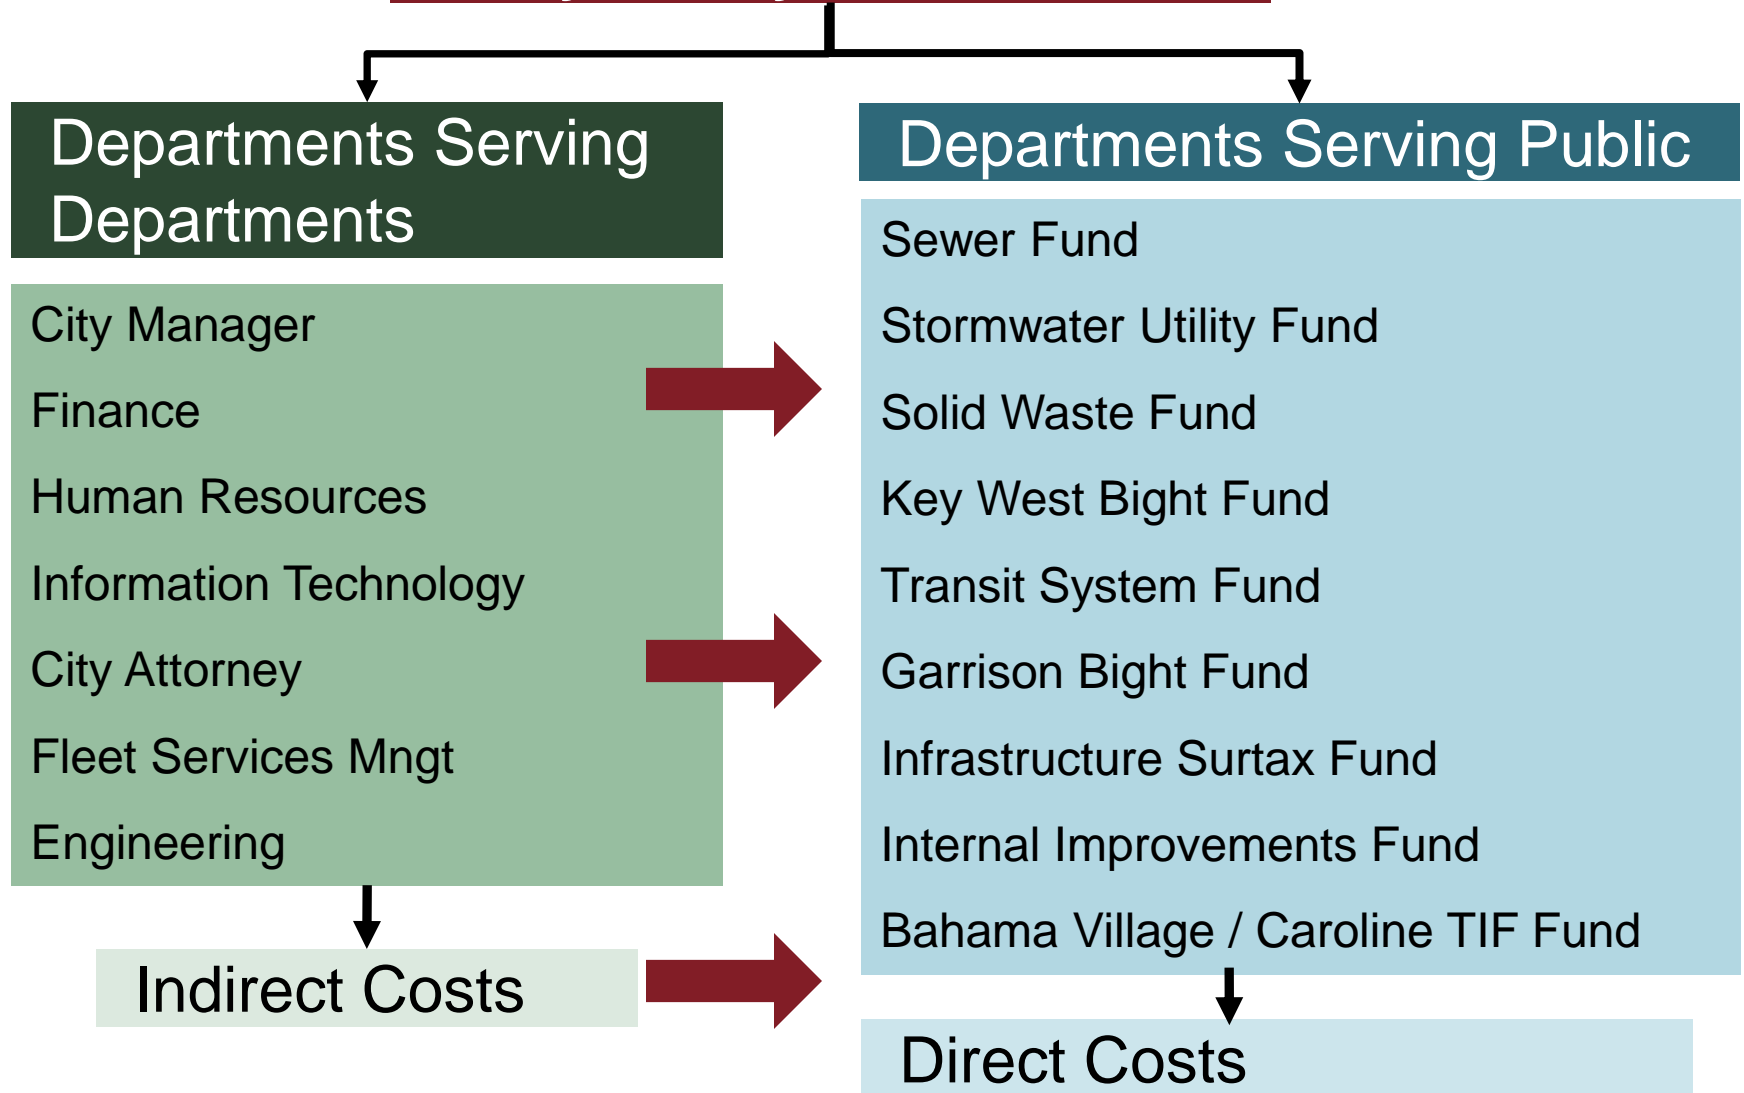 Departments Serving
Departments
City Manager
Finance
Human Resources
Information Technology
City Attorney
Fleet Services Mngt
Engineering
Indirect Costs
Departments Serving Public
Sewer Fund
Stormwater Utility Fund
Solid Waste Fund
Key West Bight Fund
Transit System Fund
Garrison Bight Fund
Infrastructure Surtax Fund
Internal Improvements Fund
Bahama Village / Caroline TIF Fund
Direct Costs